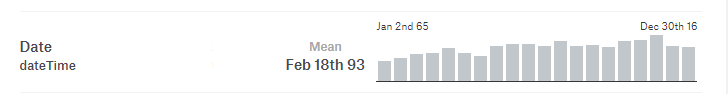 Jan 2nd 65 Dec 30th 16
Date Mean
dateTime Feb 18th 93